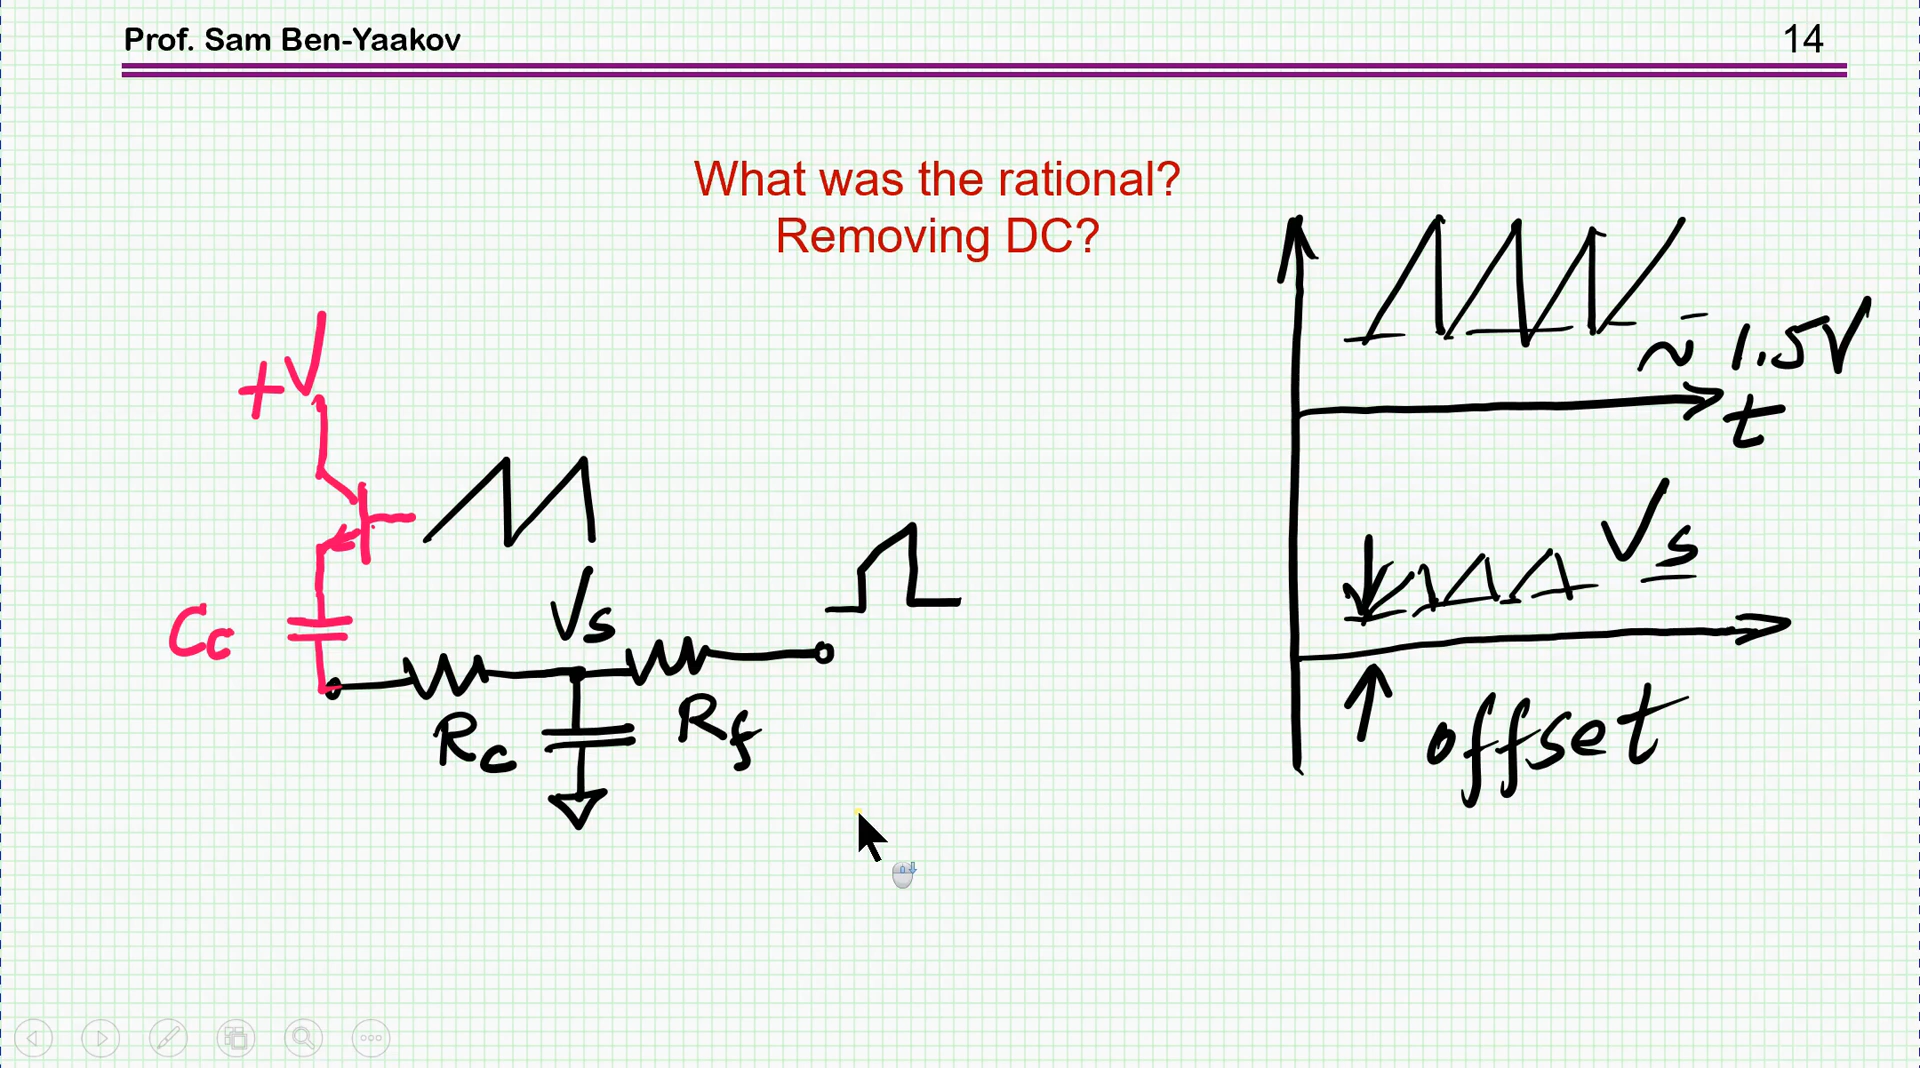 Prof. Sam Ben-Yaakov
14
What was the rational?
Removing DC?
+V
~ 1.5V
t
Vs
Cc
Vs
Rc
Rf
offset